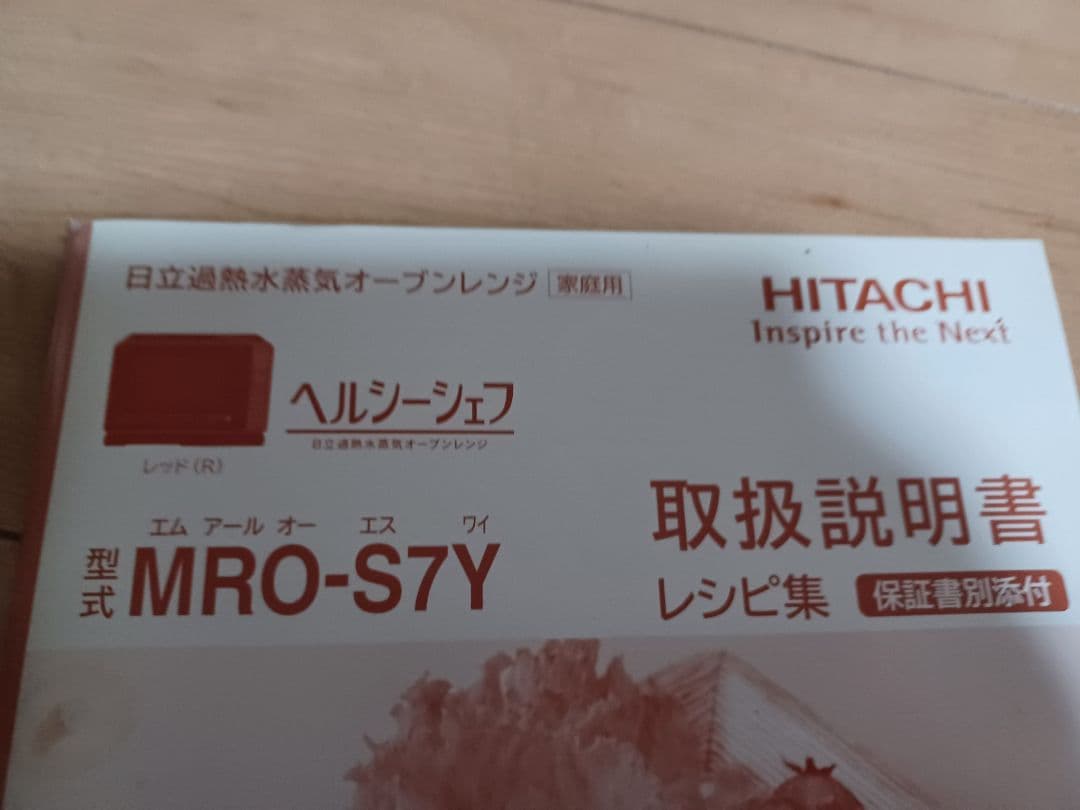 日立過熱水蒸気オーブンレンジ 家庭用
HITACHI
Inspire the Next
ヘルシーシェフ
日立過熱水蒸気オーブンレンジ
レッド(R)
エム アール オー エス ワイ
型式 MRO-S7Y
取扱説明書
レシピ集 保証書別添付